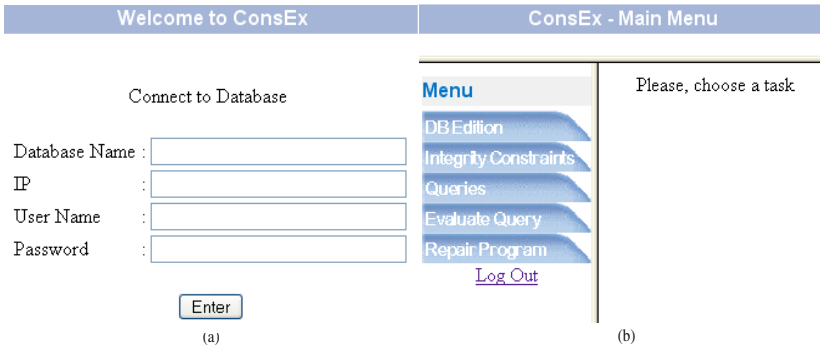 Welcome to ConsEx
Connect to Database
Database Name :
IP :
User Name :
Password :
Enter
(a)
ConsEx - Main Menu
Menu
DB Edition
Integrity Constraints
Queries
Evaluate Query
Repair Program
Log Out
Please, choose a task
(b)